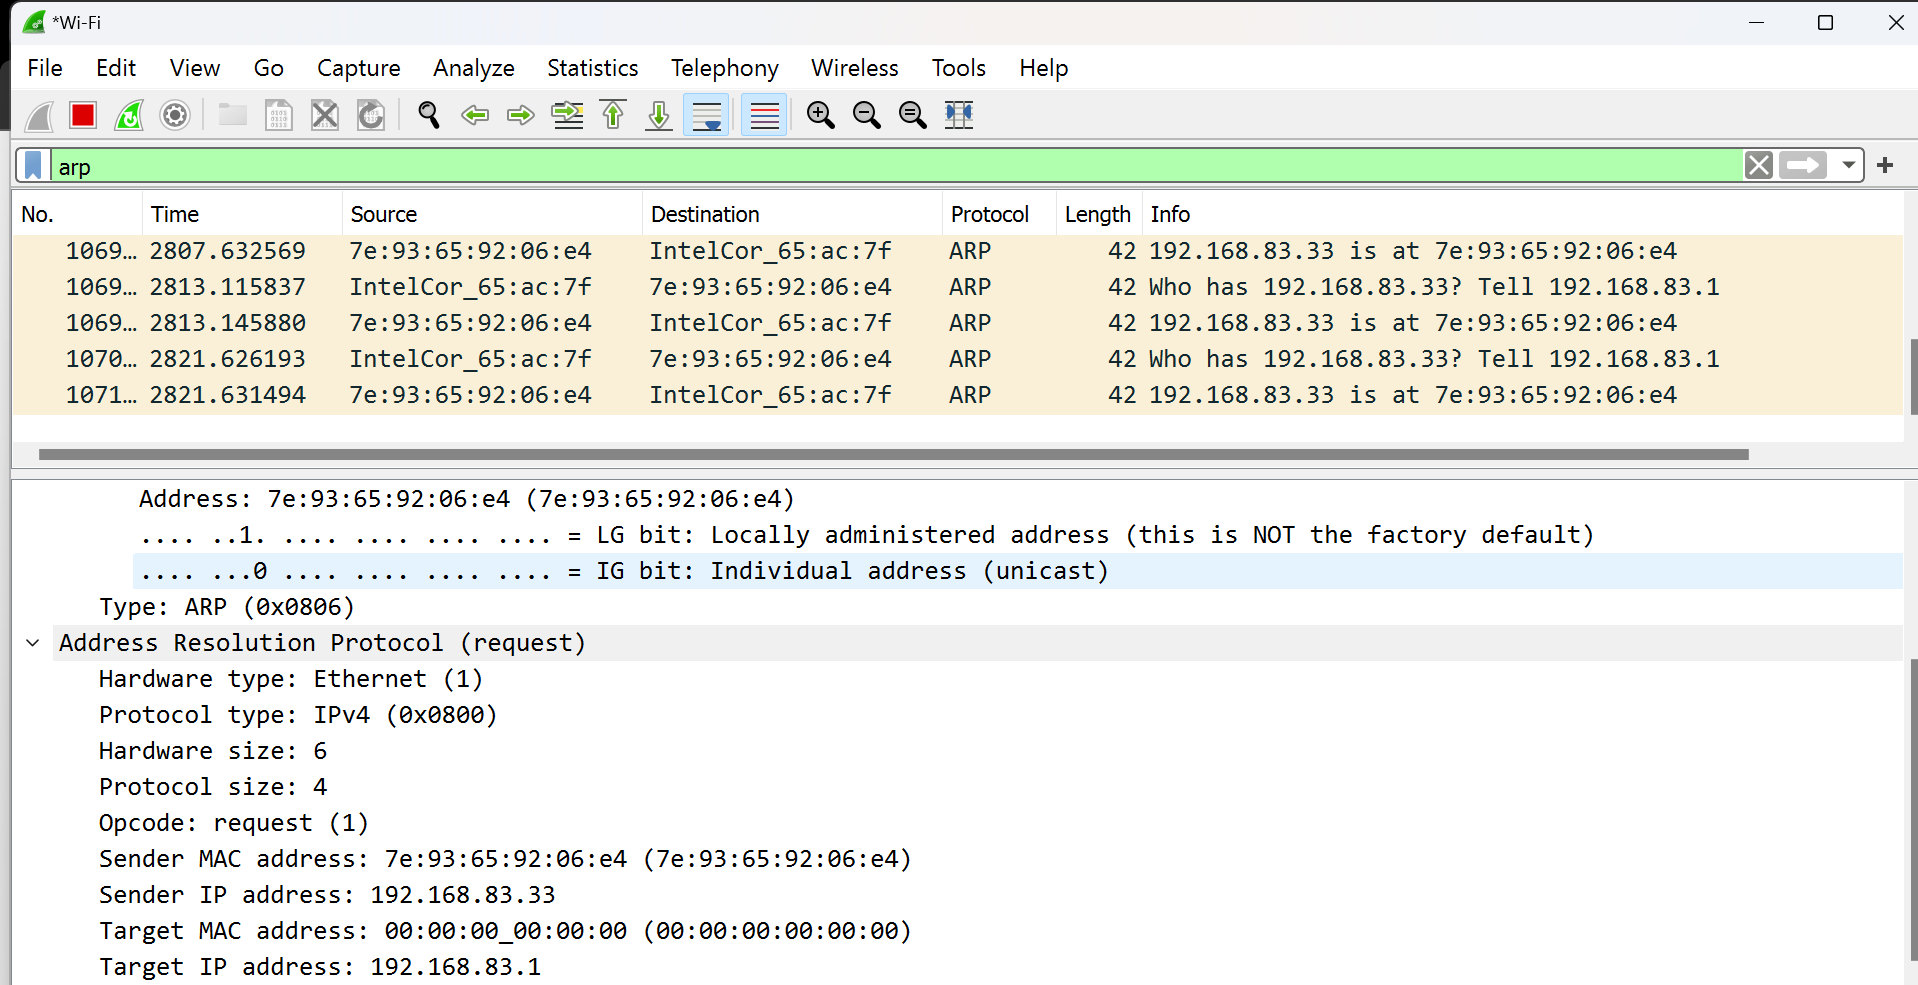 *Wi-Fi
File Edit View Go Capture Analyze Statistics Telephony Wireless Tools Help
arp
No. Time Source Destination Protocol Length Info
1069… 2807.632569 7e:93:65:92:06:e4 IntelCor_65:ac:7f ARP 42 192.168.83.33 is at 7e:93:65:92:06:e4
1069… 2813.115837 IntelCor_65:ac:7f 7e:93:65:92:06:e4 ARP 42 Who has 192.168.83.33? Tell 192.168.83.1
1069… 2813.145880 7e:93:65:92:06:e4 IntelCor_65:ac:7f ARP 42 192.168.83.33 is at 7e:93:65:92:06:e4
1070… 2821.626193 IntelCor_65:ac:7f 7e:93:65:92:06:e4 ARP 42 Who has 192.168.83.33? Tell 192.168.83.1
1071… 2821.631494 7e:93:65:92:06:e4 IntelCor_65:ac:7f ARP 42 192.168.83.33 is at 7e:93:65:92:06:e4
Address: 7e:93:65:92:06:e4 (7e:93:65:92:06:e4)
.... ..1. .... .... .... .... = LG bit: Locally administered address (this is NOT the factory default)
.... ...0 .... .... .... .... = IG bit: Individual address (unicast)
Type: ARP (0x0806)
Address Resolution Protocol (request)
Hardware type: Ethernet (1)
Protocol type: IPv4 (0x0800)
Hardware size: 6
Protocol size: 4
Opcode: request (1)
Sender MAC address: 7e:93:65:92:06:e4 (7e:93:65:92:06:e4)
Sender IP address: 192.168.83.33
Target MAC address: 00:00:00_00:00:00 (00:00:00:00:00:00)
Target IP address: 192.168.83.1